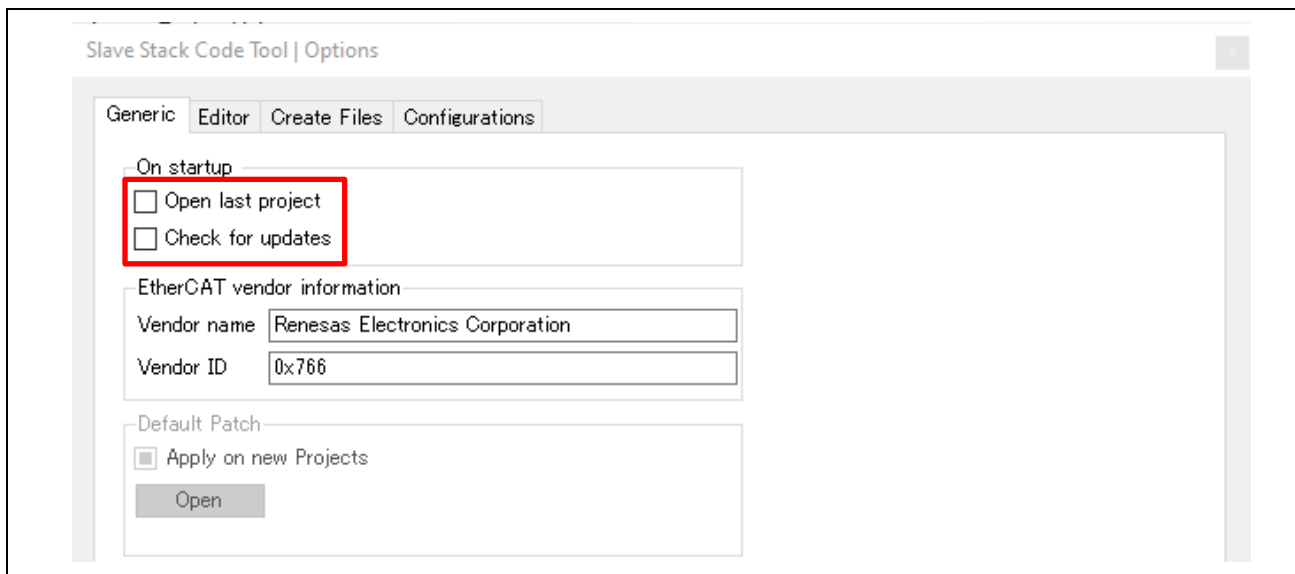 Slave Stack Code Tool | Options
x
Generic Editor Create Files Configurations
On startup
Open last project
Check for updates
EtherCAT vendor information
Vendor name Renesas Electronics Corporation
Vendor ID 0x766
Default Patch
Apply on new Projects
Open